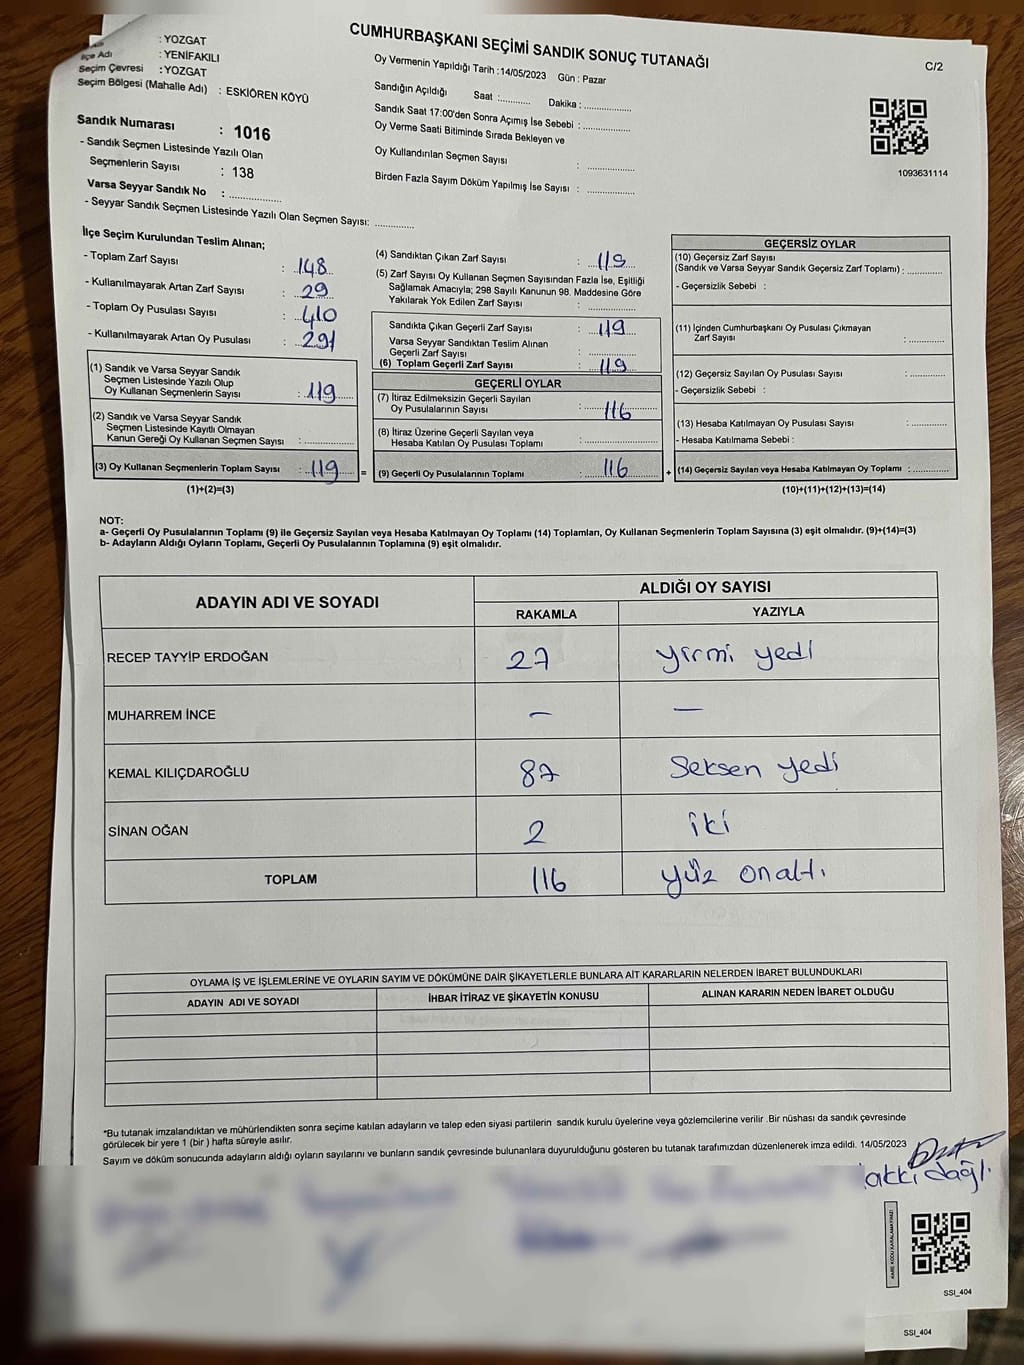 CUMHURBAŞKANI SEÇİMİ SANDIK SONUÇ TUTANAĞI
C/2
: YOZGAT
İlçe Adı : YENİFAKILI
Seçim Çevresi : YOZGAT
Seçim Bölgesi (Mahalle Adı) : ESKİÖREN KÖYÜ
Sandık Numarası : 1016
- Sandık Seçmen Listesinde Yazılı Olan
Seçmenlerin Sayısı : 138
Varsa Seyyar Sandık No : ................
- Seyyar Sandık Seçmen Listesinde Yazılı Olan Seçmen Sayısı: ............
Oy Vermenin Yapıldığı Tarih :14/05/2023 Gün : Pazar
Sandığın Açıldığı Saat :.......... Dakika :...............
Sandık Saat 17:00'den Sonra Açımış İse Sebebi : ...............
Oy Verme Saati Bitiminde Sırada Bekleyen ve
Oy Kullandırılan Seçmen Sayısı : ...............
Birden Fazla Sayım Döküm Yapılmış İse Sayısı : ...............
1093631114
İlçe Seçim Kurulundan Teslim Alınan;
- Toplam Zarf Sayısı : 148
- Kullanılmayarak Artan Zarf Sayısı : 29
- Toplam Oy Pusulası Sayısı : 410
- Kullanılmayarak Artan Oy Pusulası : 291
(1) Sandık ve Varsa Seyyar Sandık
Seçmen Listesinde Yazılı Olup
Oy Kullanan Seçmenlerin Sayısı : 119
(2) Sandık ve Varsa Seyyar Sandık
Seçmen Listesinde Kayıtlı Olmayan
Kanun Gereği Oy Kullanan Seçmen Sayısı : ...............
(3) Oy Kullanan Seçmenlerin Toplam Sayısı : 119
(1)+(2)=(3)
(4) Sandıktan Çıkan Zarf Sayısı : 119
(5) Zarf Sayısı Oy Kullanan Seçmen Sayısından Fazla İse, Eşitliği
Sağlamak Amacıyla; 298 Sayılı Kanunun 98. Maddesine Göre
Yakılarak Yok Edilen Zarf Sayısı : ...............
Sandıkta Çıkan Geçerli Zarf Sayısı : 119
Varsa Seyyar Sandıktan Teslim Alınan
Geçerli Zarf Sayısı : ...............
(6) Toplam Geçerli Zarf Sayısı : 119
GEÇERLİ OYLAR
(7) İtiraz Edilmeksizin Geçerli Sayılan
Oy Pusulalarının Sayısı : 116
(8) İtiraz Üzerine Geçerli Sayılan veya
Hesaba Katılan Oy Pusulası Toplamı : ...............
= (9) Geçerli Oy Pusulalarının Toplamı : 116
GEÇERSİZ OYLAR
(10) Geçersiz Zarf Sayısı
(Sandık ve Varsa Seyyar Sandık Geçersiz Zarf Toplamı) : ............
- Geçersizlik Sebebi :
(11) İçinden Cumhurbaşkanı Oy Pusulası Çıkmayan
Zarf Sayısı : ............
(12) Geçersiz Sayılan Oy Pusulası Sayısı : ............
- Geçersizlik Sebebi :
(13) Hesaba Katılmayan Oy Pusulası Sayısı : ............
- Hesaba Katılmama Sebebi :
+ (14) Geçersiz Sayılan veya Hesaba Katılmayan Oy Toplamı : ............
(10)+(11)+(12)+(13)=(14)
NOT:
a- Geçerli Oy Pusulalarının Toplamı (9) ile Geçersiz Sayılan veya Hesaba Katılmayan Oy Toplamı (14) Toplamları, Oy Kullanan Seçmenlerin Toplam Sayısına (3) eşit olmalıdır. (9)+(14)=(3)
b- Adayların Aldığı Oyların Toplamı, Geçerli Oy Pusulalarının Toplamına (9) eşit olmalıdır.
ADAYIN ADI VE SOYADI ALDIĞI OY SAYISI
RAKAMLA YAZIYLA
RECEP TAYYİP ERDOĞAN 27 yirmi yedi
MUHARREM İNCE - -
KEMAL KILIÇDAROĞLU 87 Seksen yedi
SİNAN OĞAN 2 iki
TOPLAM 116 yüz onaltı
OYLAMA İŞ VE İŞLEMLERİNE VE OYLARIN SAYIM VE DÖKÜMÜNE DAİR ŞİKAYETLERLE BUNLARA AİT KARARLARIN NELERDEN İBARET BULUNDUKLARI
ADAYIN ADI VE SOYADI İHBAR İTİRAZ VE ŞİKAYETİN KONUSU ALINAN KARARIN NEDEN İBARET OLDUĞU
*Bu tutanak imzalandıktan ve mühürlendikten sonra seçime katılan adayların ve talep eden siyasi partilerin sandık kurulu üyelerine veya gözlemcilerine verilir .Bir nüshası da sandık çevresinde
görülecek bir yere 1 (bir ) hafta süreyle asılır.
Sayım ve döküm sonucunda adayların aldığı oyların sayılarını ve bunların sandık çevresinde bulunanlara duyurulduğunu gösteren bu tutanak tarafımızdan düzenlenerek imza edildi. 14/05/2023
akkı dağlı
KARE KODU KARALAMAYINIZ!
SSI_404
SSI_404